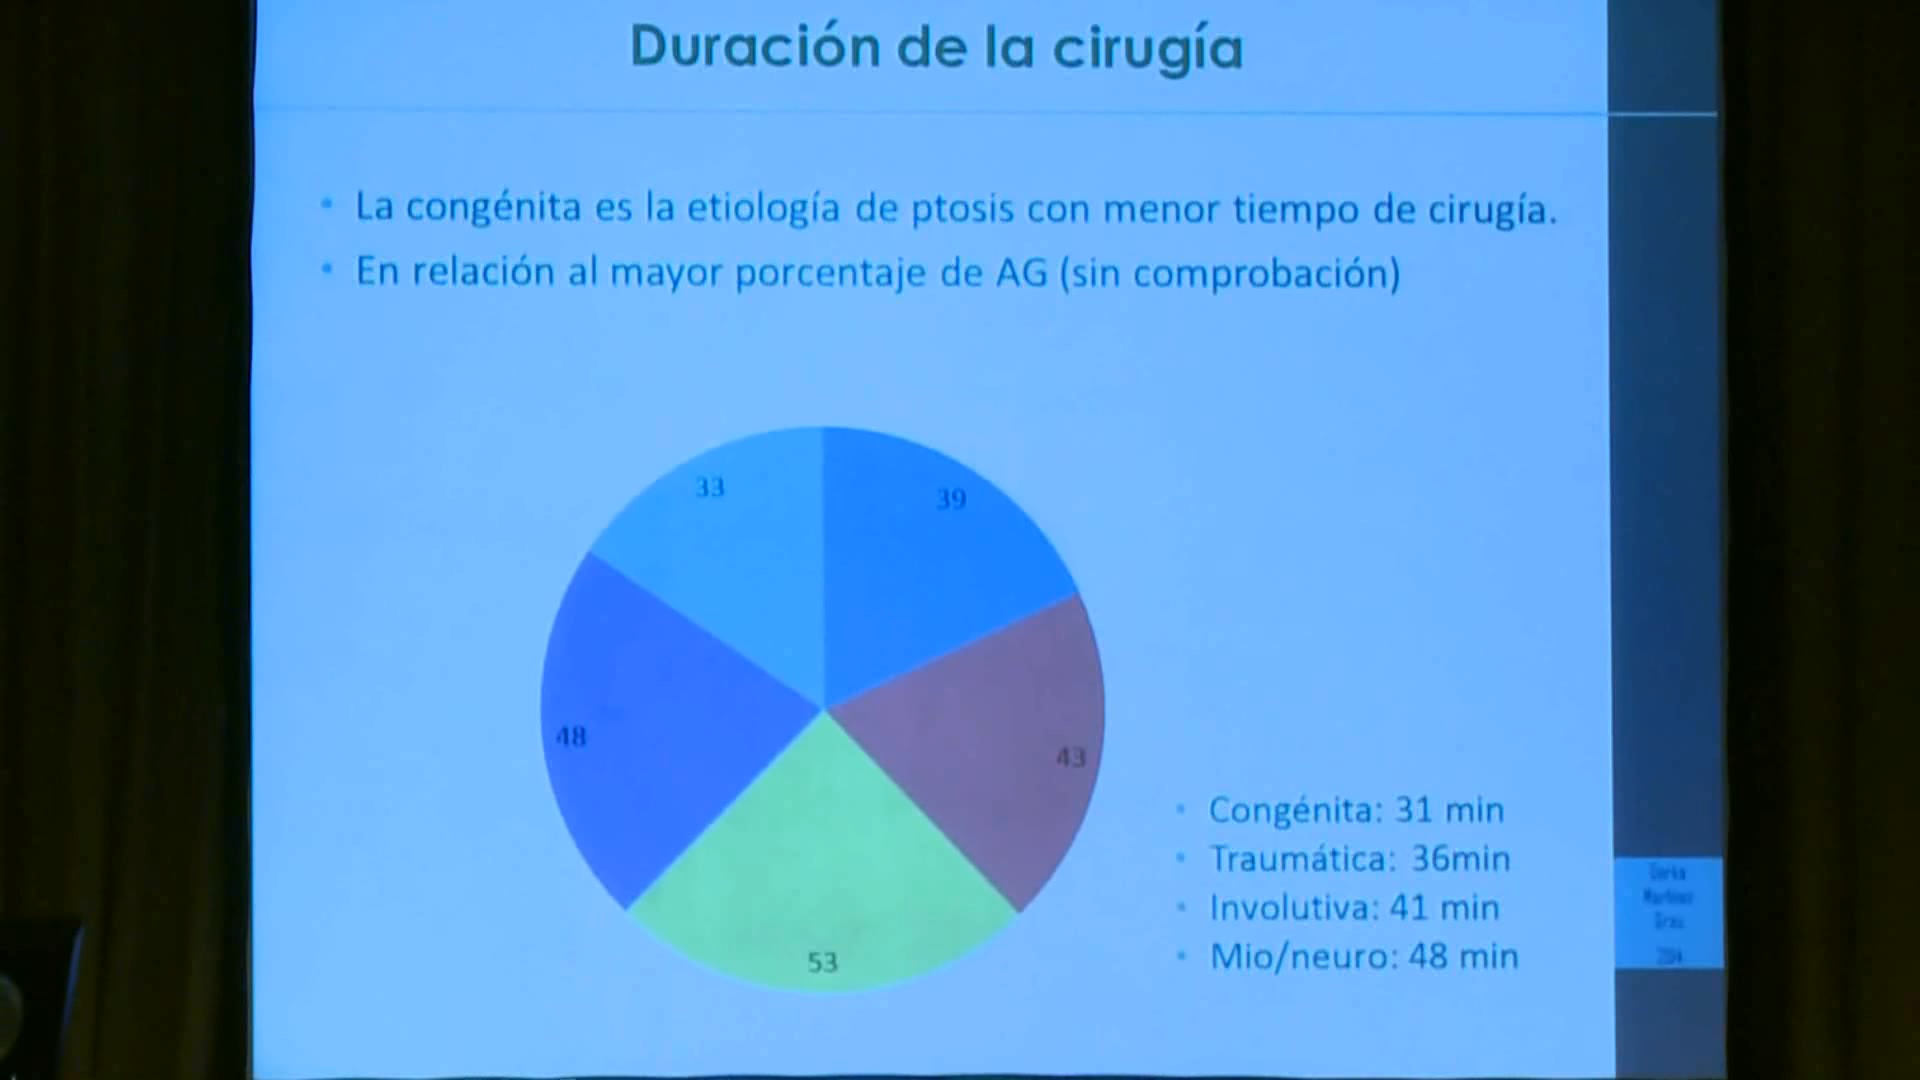 Duración de la cirugía
• La congénita es la etiología de ptosis con menor tiempo de cirugía.
• En relación al mayor porcentaje de AG (sin comprobación)
33
39
48
43
53
• Congénita: 31 min
• Traumática: 36min
• Involutiva: 41 min
• Mio/neuro: 48 min
Martínez
Grau